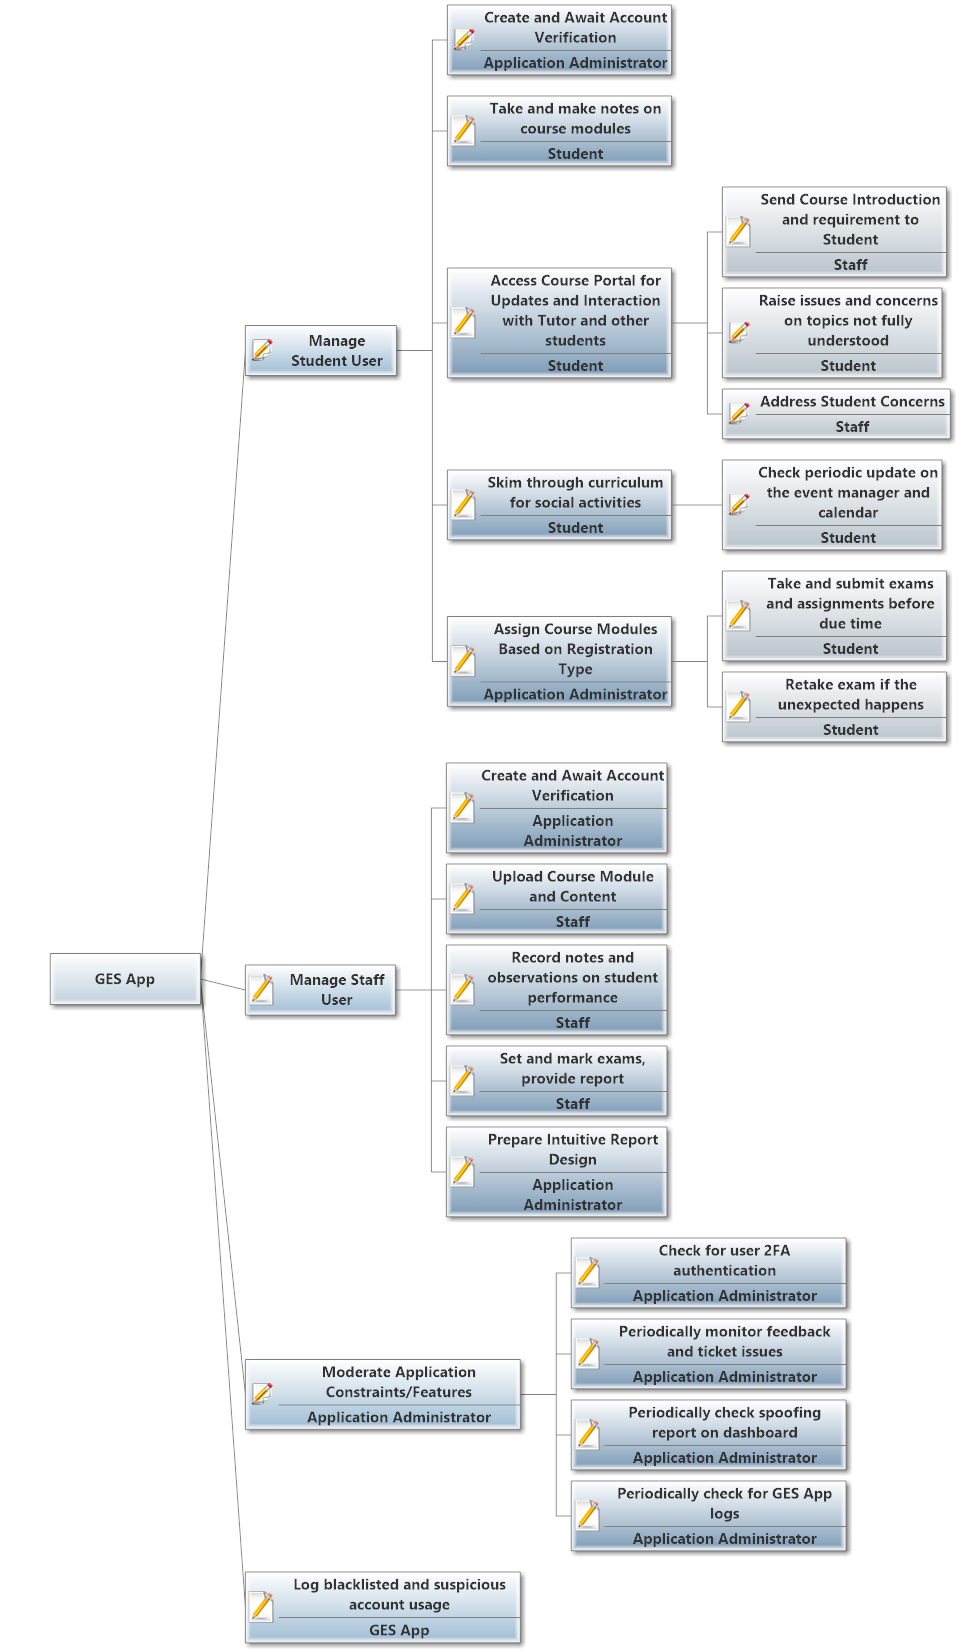 Create and Await Account
Verification
Application Administrator
Take and make notes on
course modules
Student
Send Course Introduction
and requirement to
Student
Staff
Access Course Portal for
Updates and Interaction
with Tutor and other
students
Student
Raise issues and concerns
on topics not fully
understood
Student
Manage
Student User
Address Student Concerns
Staff
Skim through curriculum
for social activities
Student
Check periodic update on
the event manager and
calendar
Student
Take and submit exams
and assignments before
due time
Student
Assign Course Modules
Based on Registration
Type
Application Administrator
Retake exam if the
unexpected happens
Student
Create and Await Account
Verification
Application
Administrator
Upload Course Module
and Content
Staff
GES App
Manage Staff
User
Record notes and
observations on student
performance
Staff
Set and mark exams,
provide report
Staff
Prepare Intuitive Report
Design
Application
Administrator
Check for user 2FA
authentication
Application Administrator
Periodically monitor feedback
and ticket issues
Application Administrator
Moderate Application
Constraints/Features
Application Administrator
Periodically check spoofing
report on dashboard
Application Administrator
Periodically check for GES App
logs
Application Administrator
Log blacklisted and suspicious
account usage
GES App